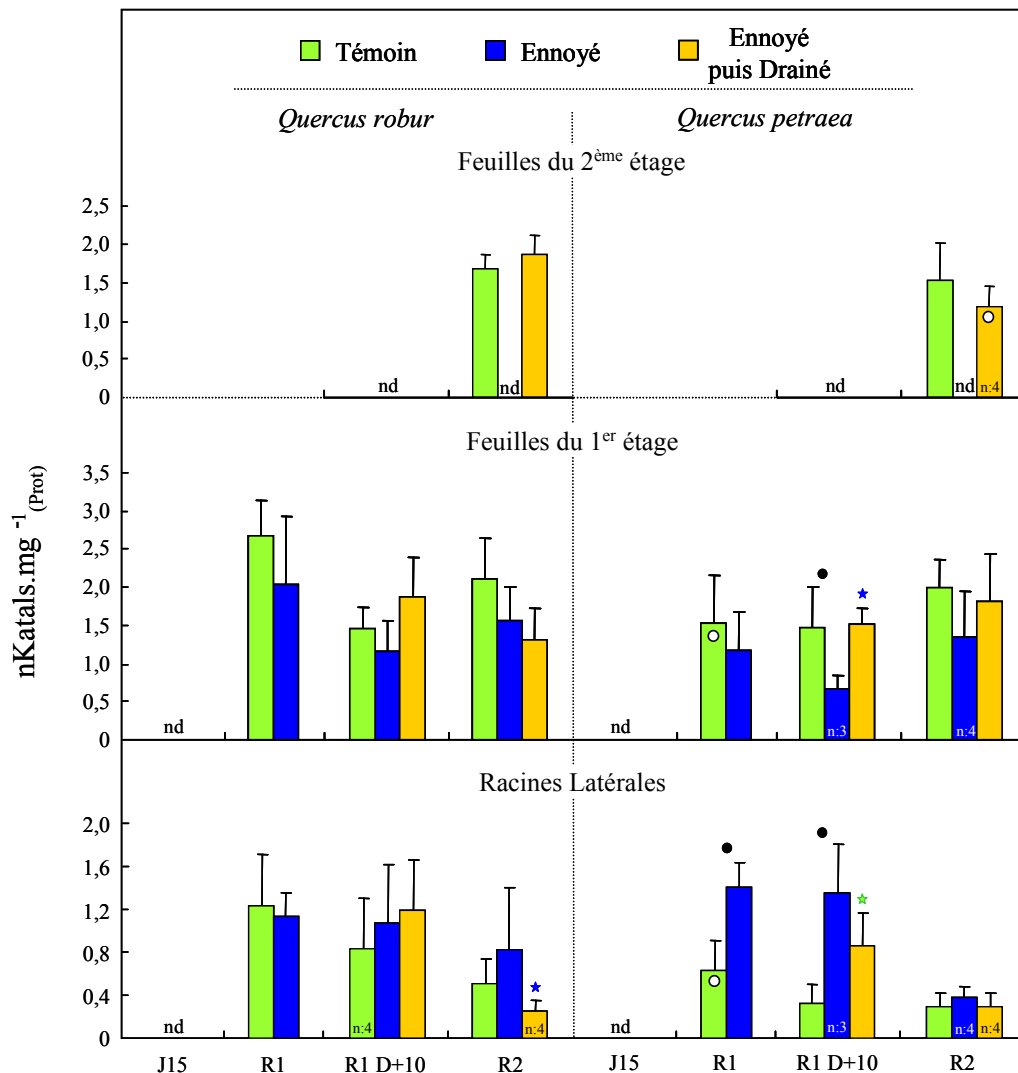 Témoin
Ennoyé
Ennoyé
puis Drainé
Quercus robur
Quercus petraea
Feuilles du 2ème étage
2,5
2,0
1,5
1,0
0,5
0
nd
nd
nd
nd
n:4
Feuilles du 1er étage
3,5
3,0
2,5
2,0
1,5
1,0
0,5
0
nd
nd
n:3
n:4
nKatals.mg -1 (Prot)
Racines Latérales
2,0
1,6
1,2
0,8
0,4
0
nd
n:4
n:4
nd
n:3
n:4
n:4
J15
R1
R1 D+10
R2
J15
R1
R1 D+10
R2